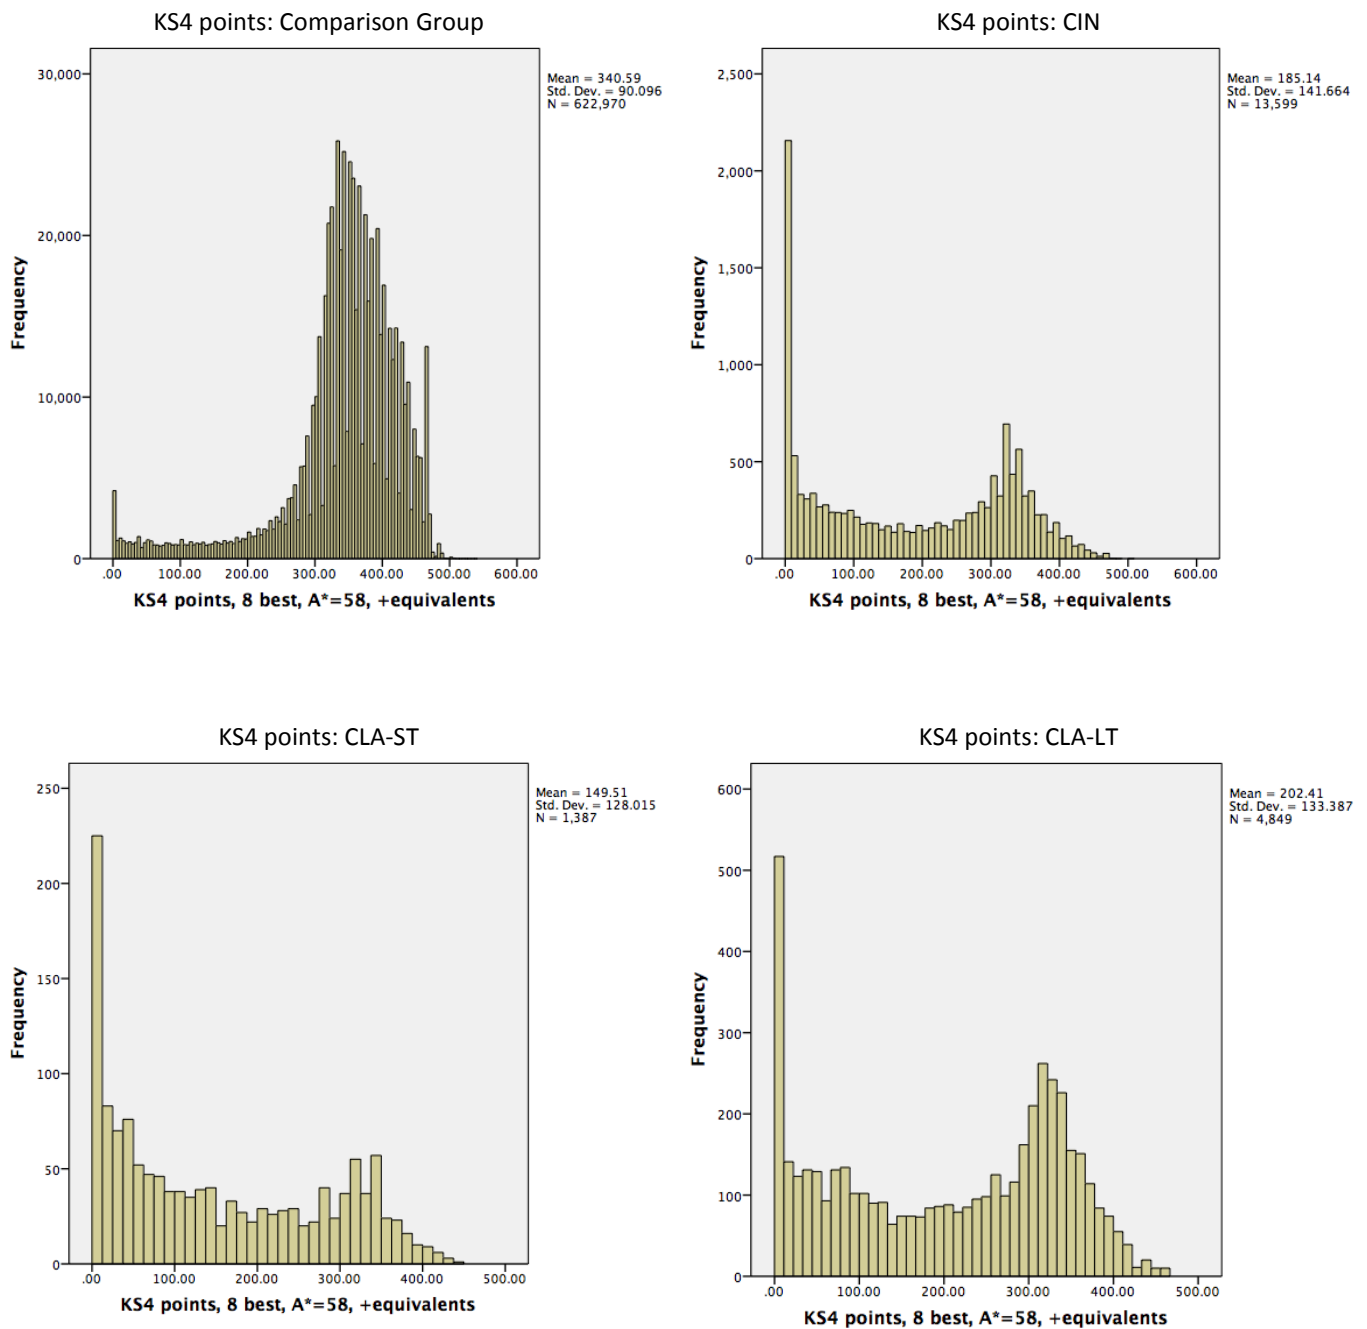 KS4 points: Comparison Group
30,000
20,000
10,000
0
Frequency
.00 100.00 200.00 300.00 400.00 500.00 600.00
KS4 points, 8 best, A*=58, +equivalents
Mean = 340.59
Std. Dev. = 90.096
N = 622,970
KS4 points: CIN
2,500
2,000
1,500
1,000
500
0
Frequency
.00 100.00 200.00 300.00 400.00 500.00 600.00
KS4 points, 8 best, A*=58, +equivalents
Mean = 185.14
Std. Dev. = 141.664
N = 13,599
KS4 points: CLA-ST
250
200
150
100
50
0
Frequency
.00 100.00 200.00 300.00 400.00 500.00
KS4 points, 8 best, A*=58, +equivalents
Mean = 149.51
Std. Dev. = 128.015
N = 1,387
KS4 points: CLA-LT
600
500
400
300
200
100
0
Frequency
.00 100.00 200.00 300.00 400.00 500.00
KS4 points, 8 best, A*=58, +equivalents
Mean = 202.41
Std. Dev. = 133.387
N = 4,849